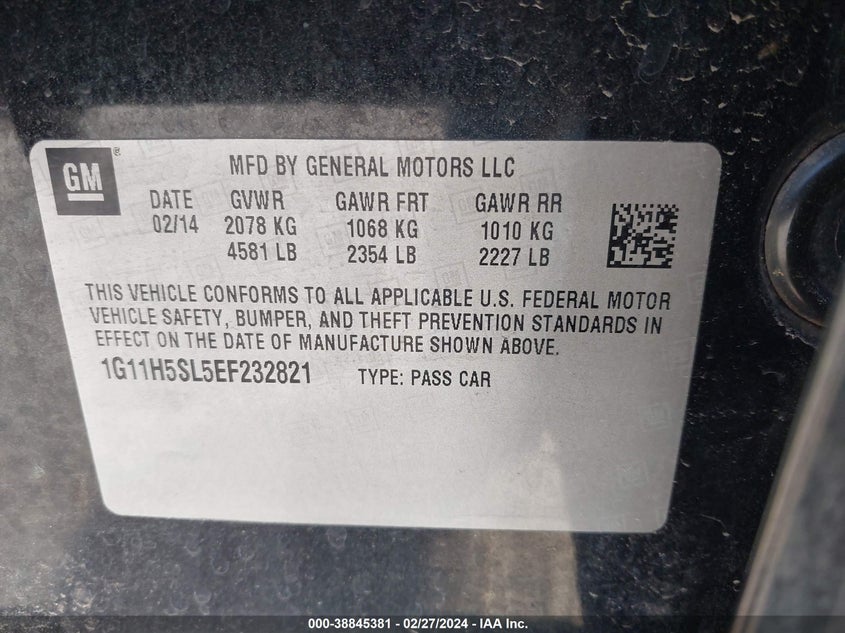 GM
MFD BY GENERAL MOTORS LLC
DATE GVWR GAWR FRT GAWR RR
02/14 2078 KG 1068 KG 1010 KG
4581 LB 2354 LB 2227 LB
THIS VEHICLE CONFORMS TO ALL APPLICABLE U.S. FEDERAL MOTOR
VEHICLE SAFETY, BUMPER, AND THEFT PREVENTION STANDARDS IN
EFFECT ON THE DATE OF MANUFACTURE SHOWN ABOVE.
1G11H5SL5EF232821 TYPE: PASS CAR
000-38845381 - 02/27/2024 - IAA Inc.